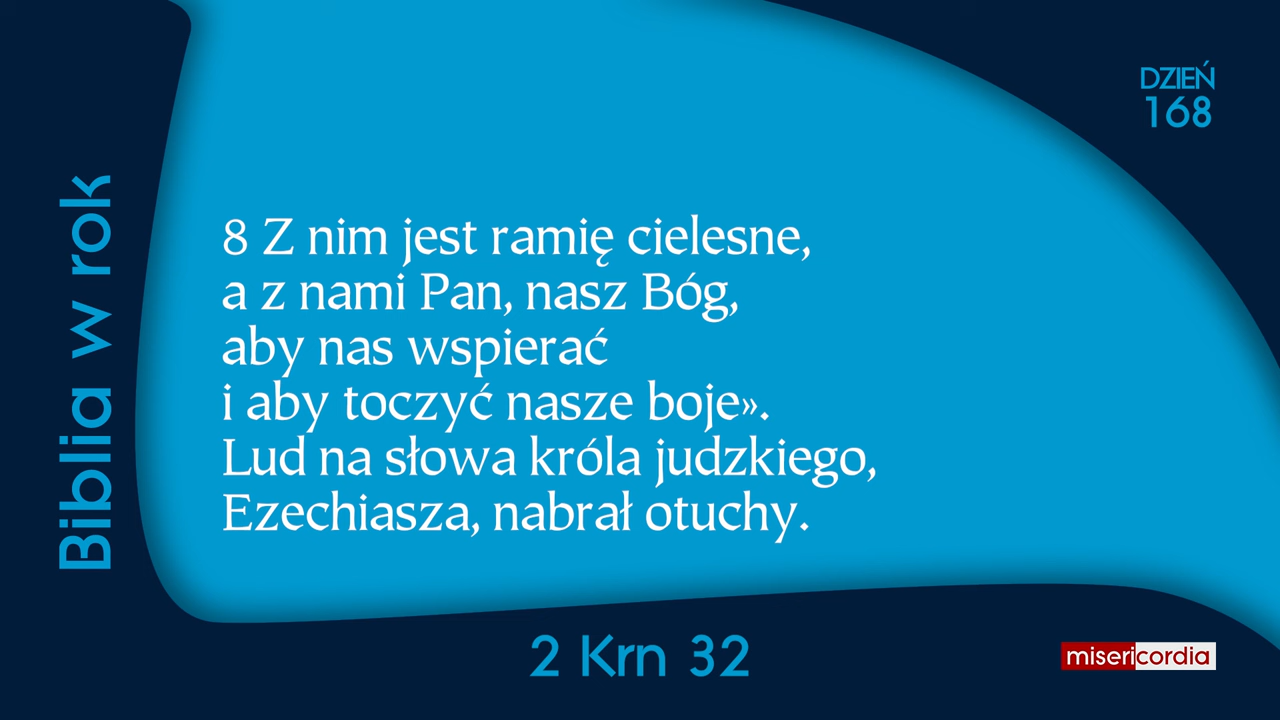 DZIEŃ
168
Biblia w rok
8 Z nim jest ramię cielesne,
a z nami Pan, nasz Bóg,
aby nas wspierać
i aby toczyć nasze boje».
Lud na słowa króla judzkiego,
Ezechiasza, nabrał otuchy.
2 Krn 32
misericordia